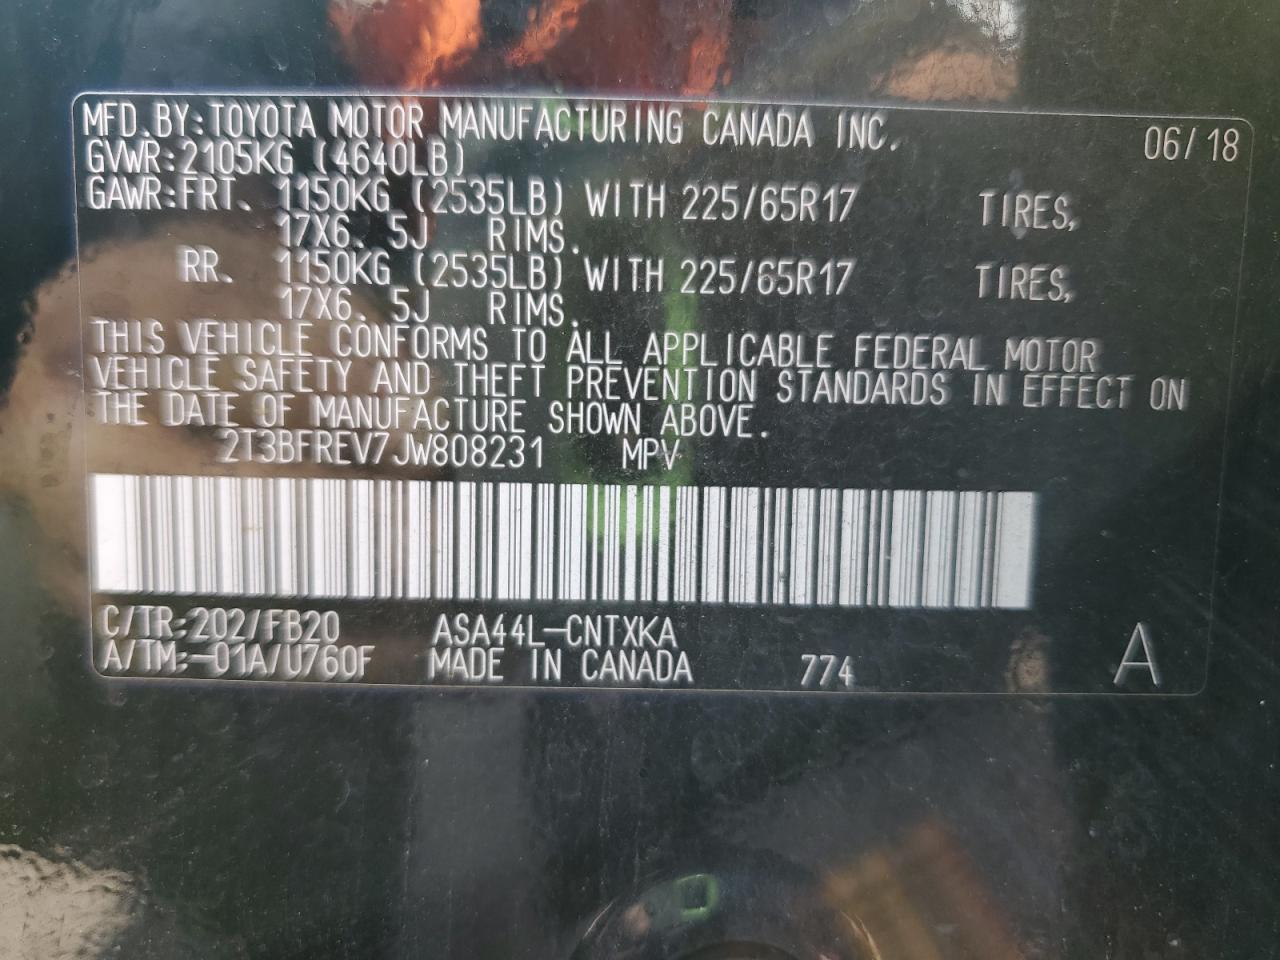 MFD.BY:TOYOTA MOTOR MANUFACTURING CANADA INC. 06/18
GVWR:2105KG (4640LB)
GAWR:FRT. 1150KG (2535LB) WITH 225/65R17 TIRES,
17X6.5J RIMS.
RR. 1150KG (2535LB) WITH 225/65R17 TIRES,
17X6.5J RIMS.
THIS VEHICLE CONFORMS TO ALL APPLICABLE FEDERAL MOTOR
VEHICLE SAFETY AND THEFT PREVENTION STANDARDS IN EFFECT ON
THE DATE OF MANUFACTURE SHOWN ABOVE.
2T3BFREV7JW808231 MPV
C/TR:202/FB20 ASA44L-CNTXKA
A/TM:-01A/U760F MADE IN CANADA 774 A